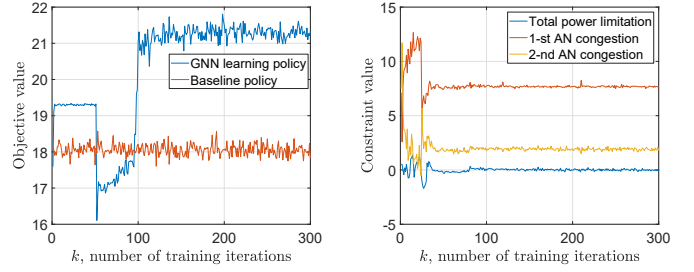 22
21
20
19
18
17
16
Objective value
GNN learning policy
Baseline policy
0
100
200
300
k, number of training iterations
15
10
5
0
-5
Constraint value
Total power limitation
1-st AN congestion
2-nd AN congestion
0
100
200
300
k, number of training iterations